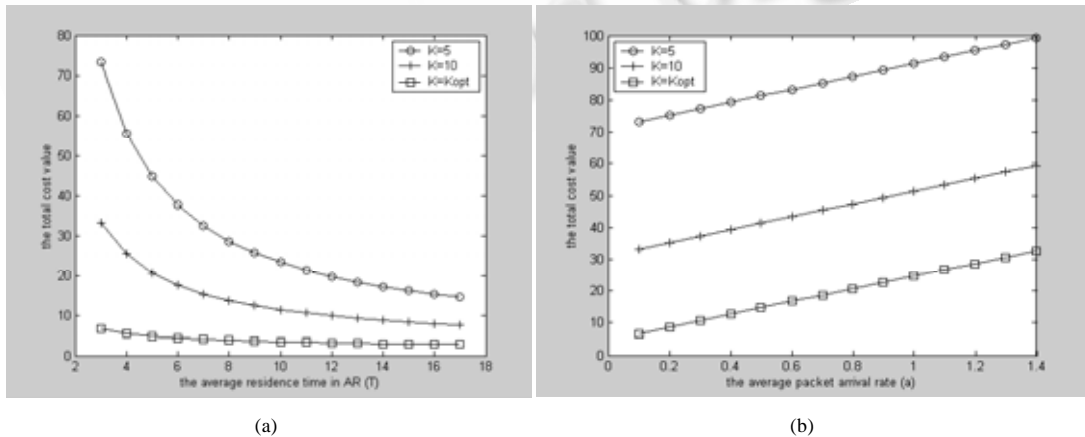 80
70
60
50
40
30
20
10
0
2 4 6 8 10 12 14 16 18
the total cost value
the average residence time in AR (T)
K=5
K=10
K=Kopt
(a)
100
90
80
70
60
50
40
30
20
10
0
0 0.2 0.4 0.6 0.8 1 1.2 1.4
the total cost value
the average packet arrival rate (a)
K=5
K=10
K=Kopt
(b)